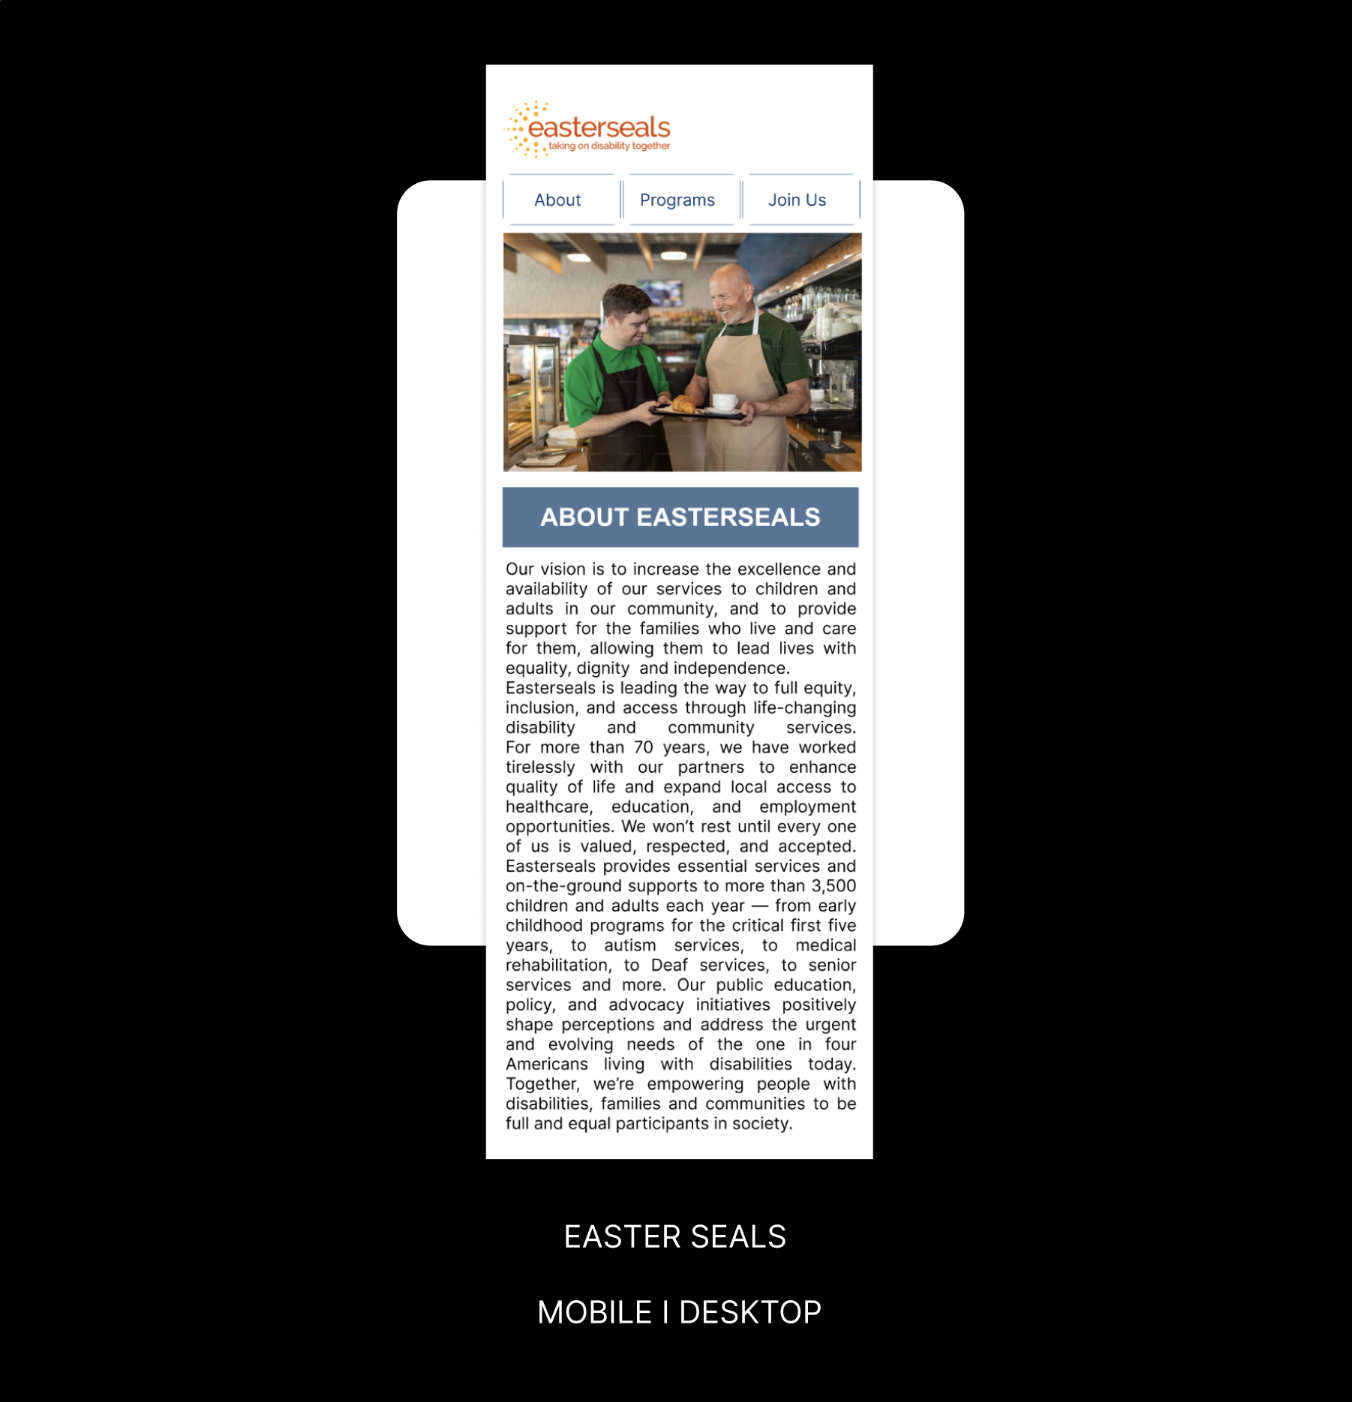 easterseals
taking on disability together
About
Programs
Join Us
ABOUT EASTERSEALS
Our vision is to increase the excellence and
availability of our services to children and
adults in our community, and to provide
support for the families who live and care
for them, allowing them to lead lives with
equality, dignity  and independence.
Easterseals is leading the way to full equity,
inclusion, and access through life-changing
disability and community services.
For more than 70 years, we have worked
tirelessly with our partners to enhance
quality of life and expand local access to
healthcare, education, and employment
opportunities. We won’t rest until every one
of us is valued, respected, and accepted.
Easterseals provides essential services and
on-the-ground supports to more than 3,500
children and adults each year — from early
childhood programs for the critical first five
years, to autism services, to medical
rehabilitation, to Deaf services, to senior
services and more. Our public education,
policy, and advocacy initiatives positively
shape perceptions and address the urgent
and evolving needs of the one in four
Americans living with disabilities today.
Together, we’re empowering people with
disabilities, families and communities to be
full and equal participants in society.
EASTER SEALS
MOBILE I DESKTOP